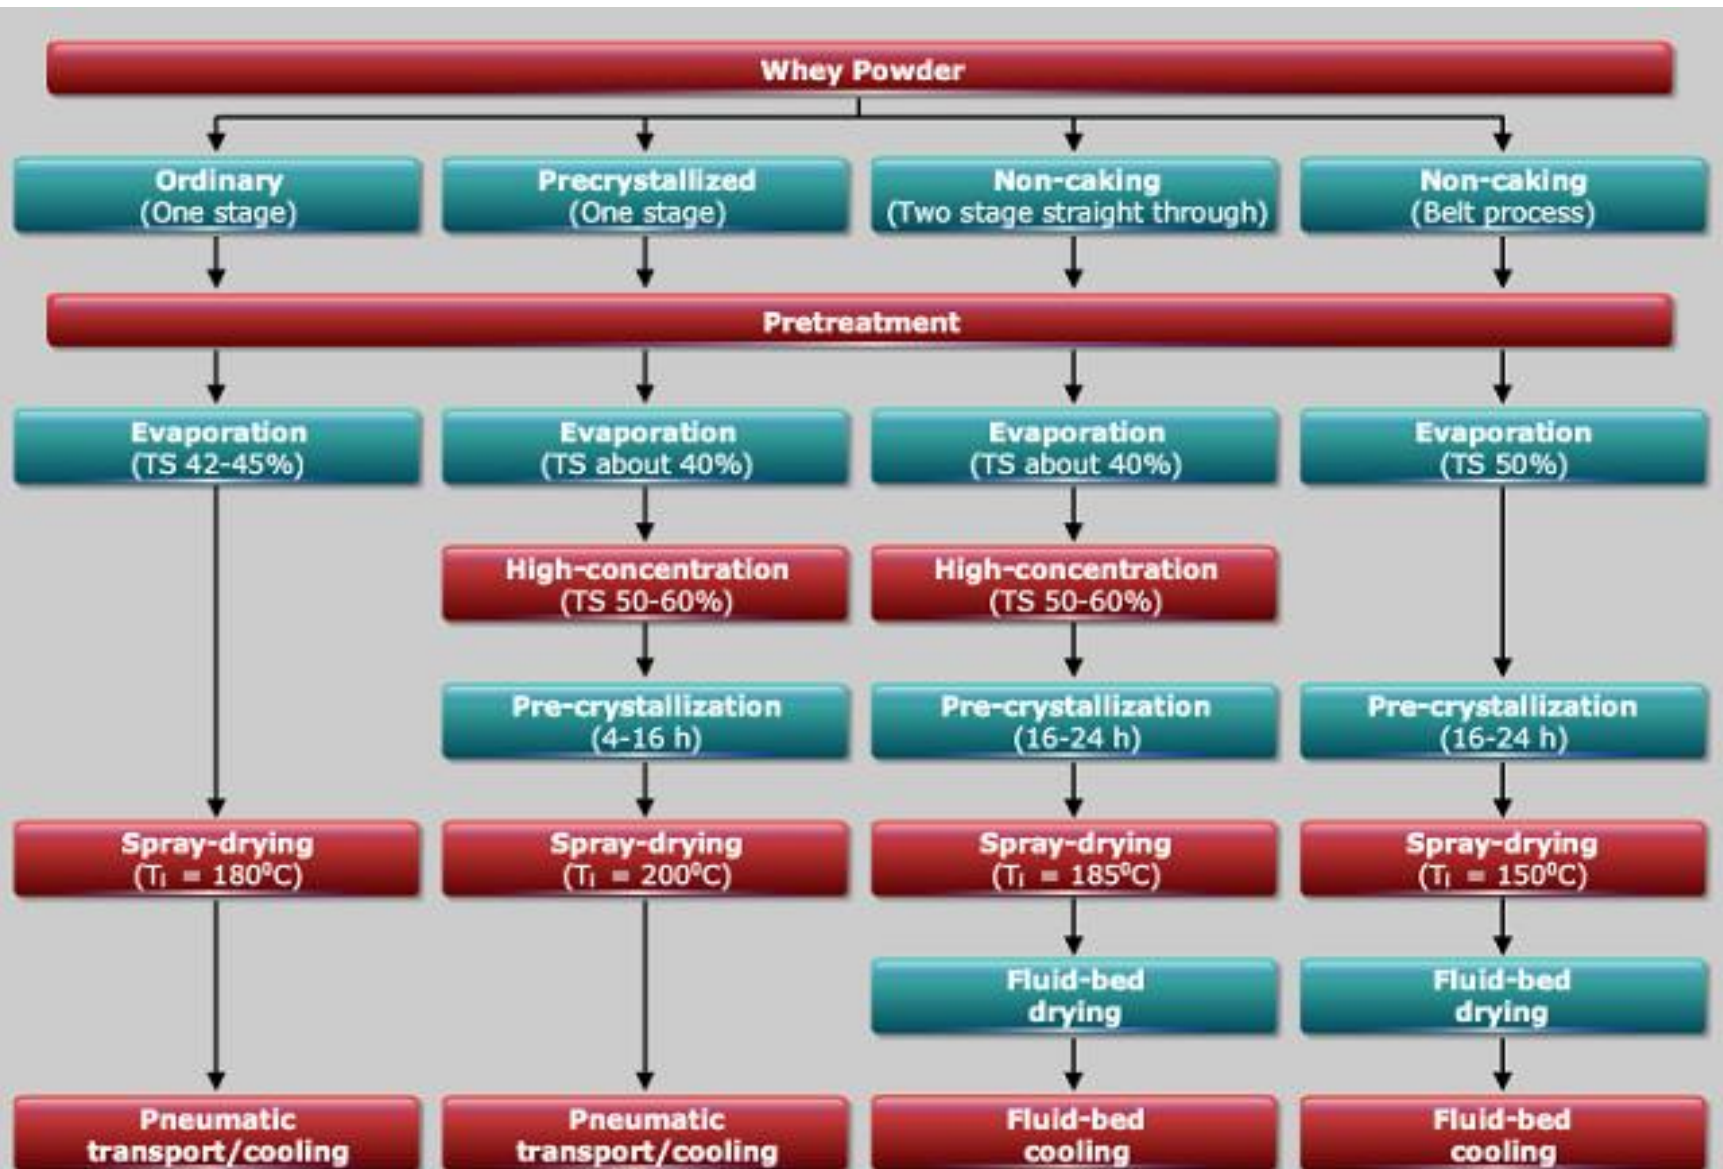 Whey Powder
Ordinary
(One stage)
Precrystallized
(One stage)
Non-caking
(Two stage straight through)
Non-caking
(Belt process)
Pretreatment
Evaporation
(TS 42-45%)
Evaporation
(TS about 40%)
Evaporation
(TS about 40%)
Evaporation
(TS 50%)
High-concentration
(TS 50-60%)
High-concentration
(TS 50-60%)
Pre-crystallization
(4-16 h)
Pre-crystallization
(16-24 h)
Pre-crystallization
(16-24 h)
Spray-drying
(Tᵢ = 180⁰C)
Spray-drying
(Tᵢ = 200⁰C)
Spray-drying
(Tᵢ = 185⁰C)
Spray-drying
(Tᵢ = 150⁰C)
Fluid-bed
drying
Fluid-bed
drying
Pneumatic
transport/cooling
Pneumatic
transport/cooling
Fluid-bed
cooling
Fluid-bed
cooling